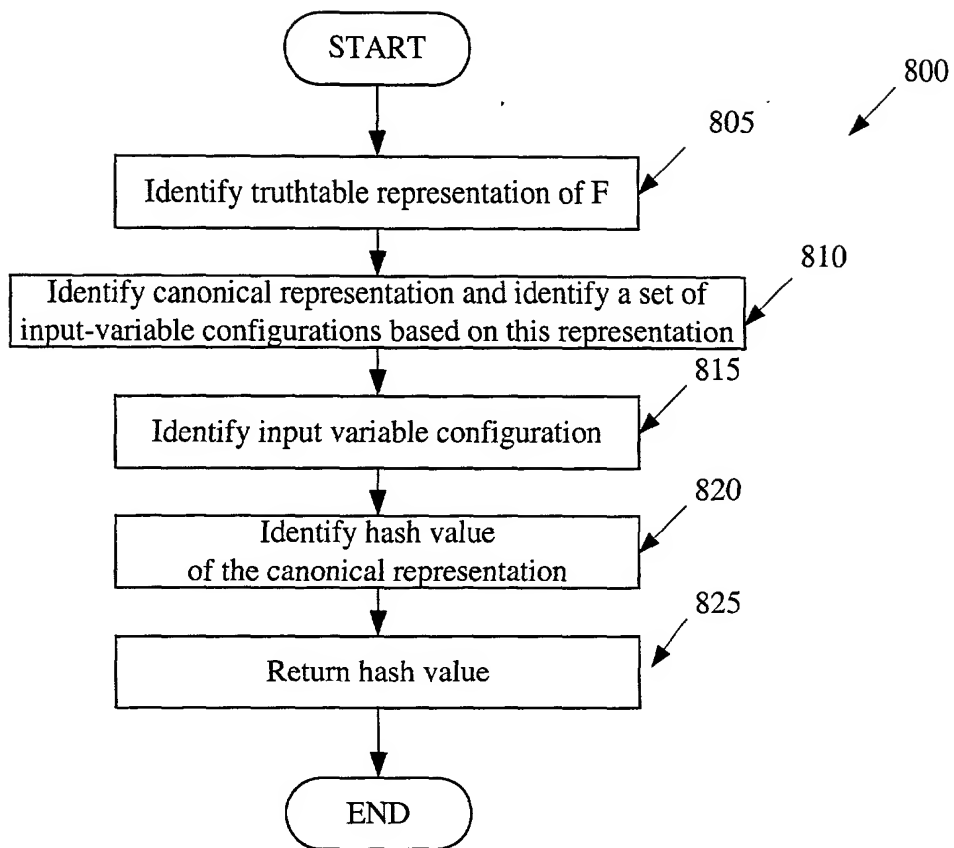 START
800
805
Identify truthtable representation of F
810
Identify canonical representation and identify a set of
input-variable configurations based on this representation
815
Identify input variable configuration
820
Identify hash value
of the canonical representation
825
Return hash value
END